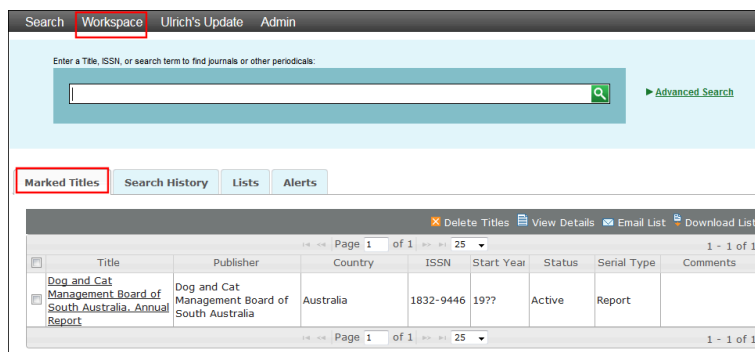 Search Workspace Ulrich's Update Admin
Enter a Title, ISSN, or search term to find journals or other periodicals:
Advanced Search
Marked Titles Search History Lists Alerts
Delete Titles View Details Email List Download List
Page 1 of 1 25 1 - 1 of 1
Title Publisher Country ISSN Start Year Status Serial Type Comments
Dog and Cat
Management Board of
South Australia. Annual
Report
Dog and Cat
Management Board of
South Australia
Australia 1832-9446 19?? Active Report
Page 1 of 1 25 1 - 1 of 1